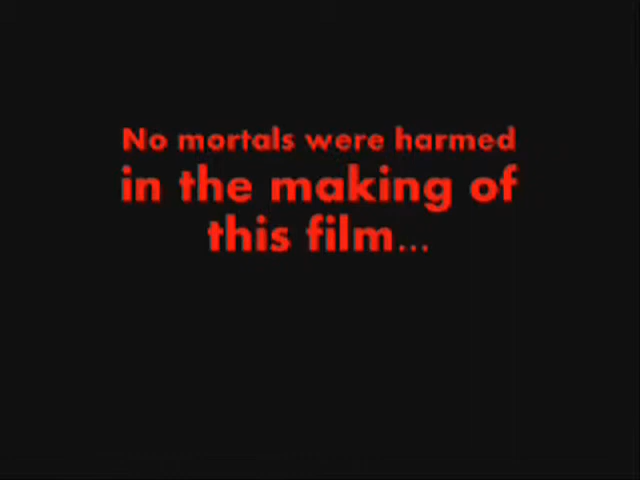 No mortals were harmed
in the making of
this film...